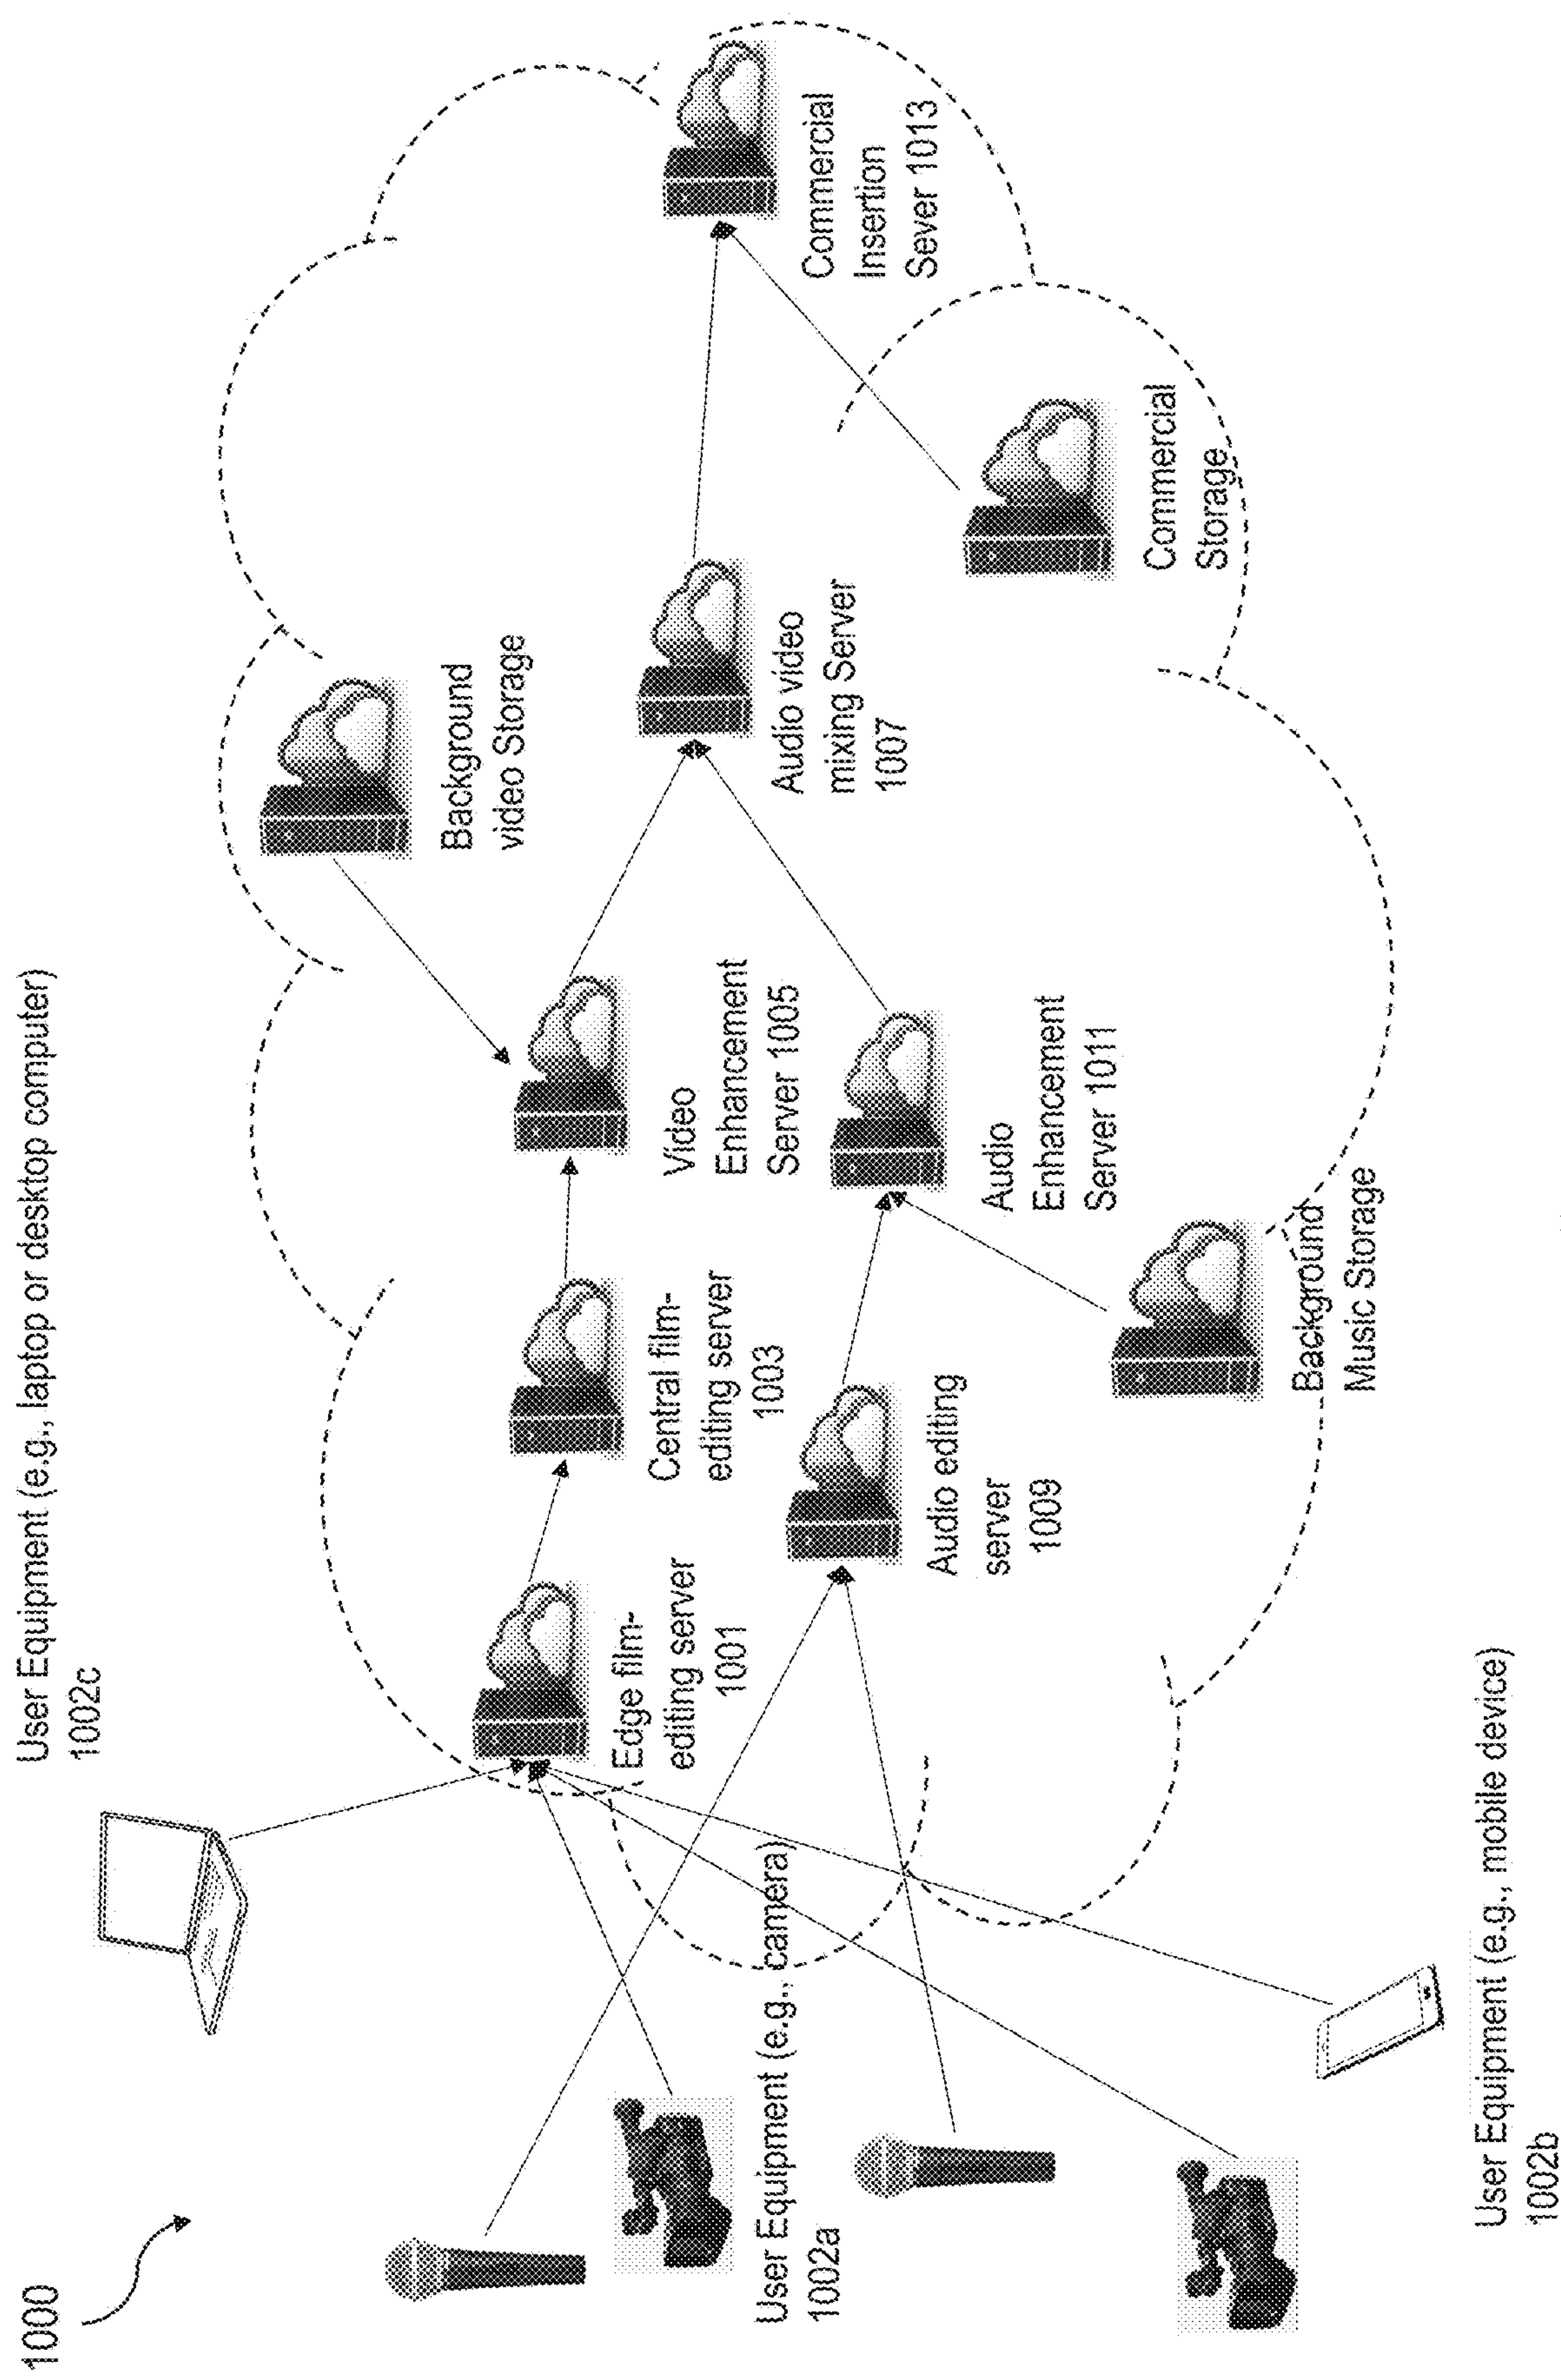 1000
User Equipment (e.g., laptop or desktop computer)
1002c
User Equipment (e.g., camera)
1002a
User Equipment (e.g., mobile device)
1002b
Edge film-
editing server
1001
Central film-
editing server
1003
Video
Enhancement
Server 1005
Background
video Storage
Audio editing
server
1009
Audio
Enhancement
Server 1011
Background
Music Storage
Audio video
mixing Server
1007
Commercial
Insertion
Sever 1013
Commercial
Storage